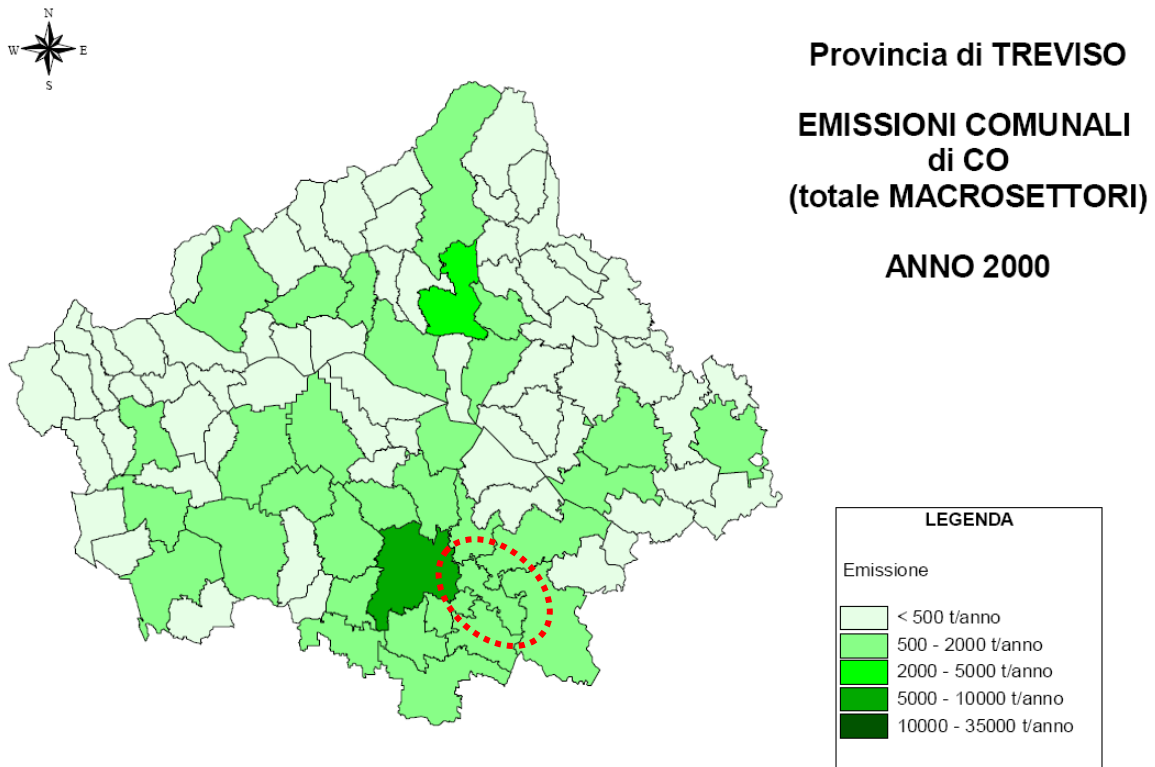 N
W E
S
Provincia di TREVISO
EMISSIONI COMUNALI
di CO
(totale MACROSETTORI)
ANNO 2000
LEGENDA
Emissione
< 500 t/anno
500 - 2000 t/anno
2000 - 5000 t/anno
5000 - 10000 t/anno
10000 - 35000 t/anno